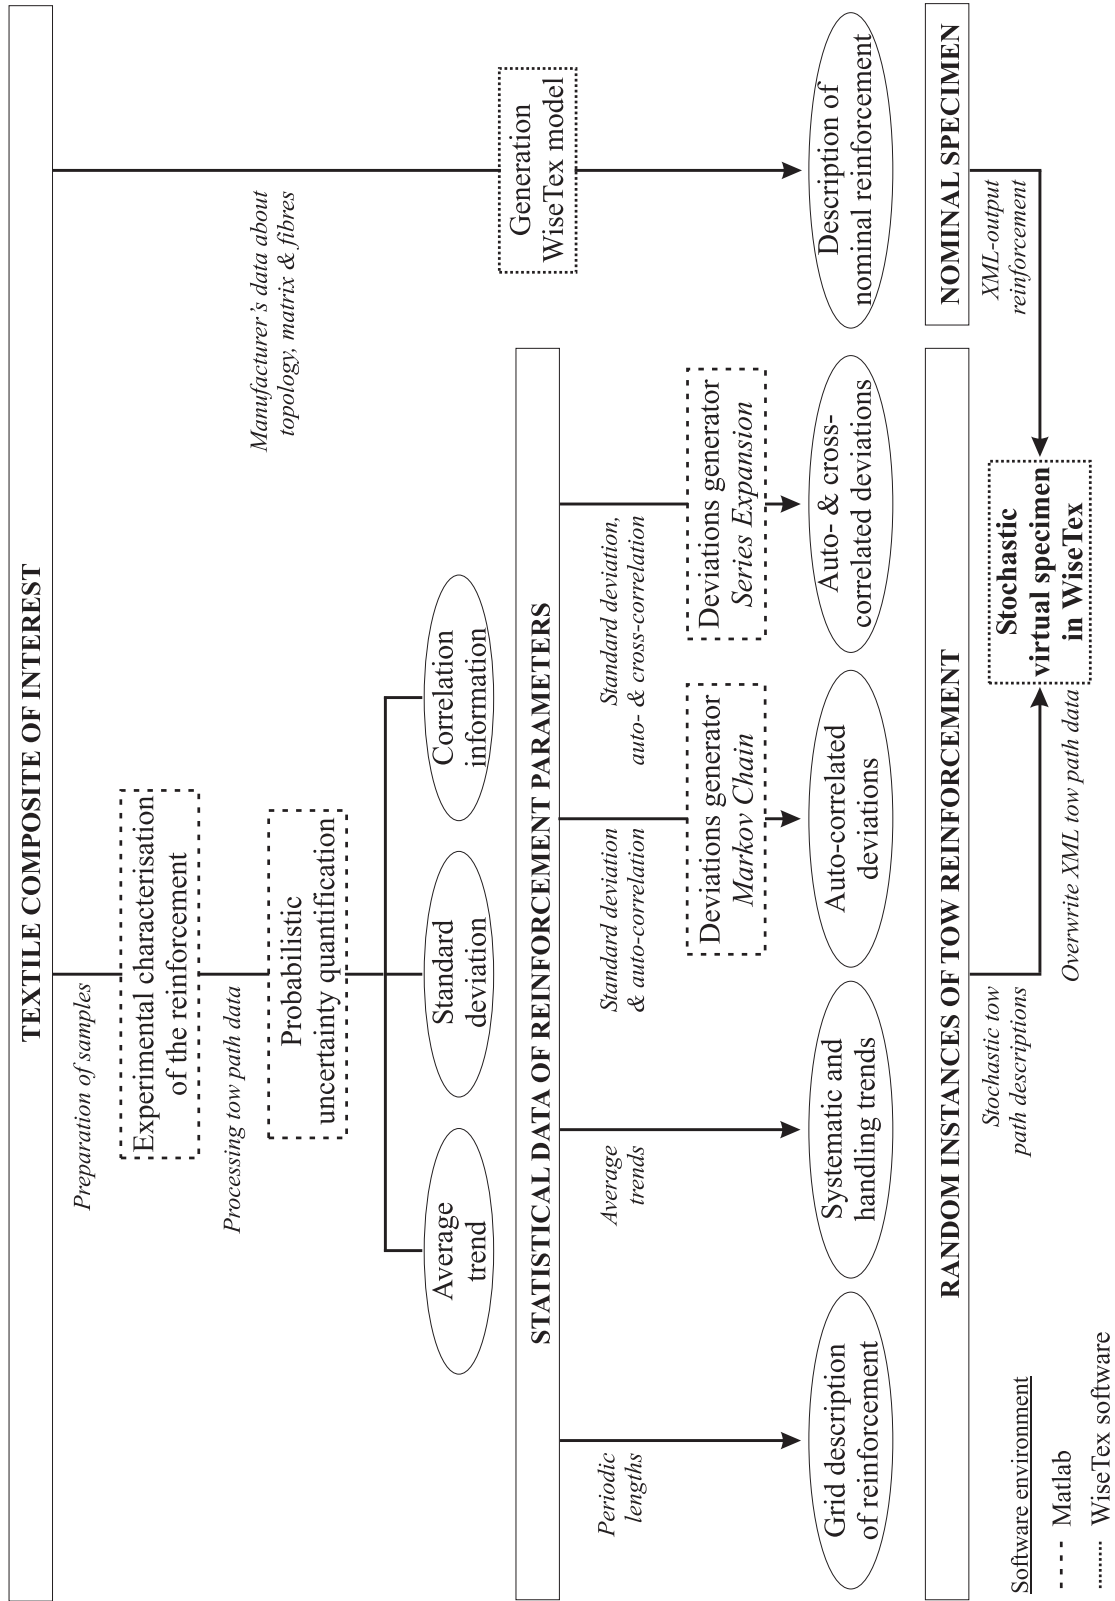 TEXTILE COMPOSITE OF INTEREST
Preparation of samples
Experimental characterisation
of the reinforcement
Processing tow path data
Probabilistic
uncertainty quantification
Average
trend
Standard
deviation
Correlation
information
Manufacturer's data about
topology, matrix & fibres
Generation
WiseTex model
STATISTICAL DATA OF REINFORCEMENT PARAMETERS
Periodic
lengths
Average
trends
Standard deviation
& auto-correlation
Standard deviation,
auto- & cross-correlation
Deviations generator
Markov Chain
Deviations generator
Series Expansion
Grid description
of reinforcement
Systematic and
handling trends
Auto-correlated
deviations
Auto- & cross-
correlated deviations
Description of
nominal reinforcement
RANDOM INSTANCES OF TOW REINFORCEMENT
NOMINAL SPECIMEN
Stochastic tow
path descriptions
XML-output
reinforcement
Overwrite XML tow path data
Stochastic
virtual specimen
in WiseTex
Software environment
Matlab
WiseTex software